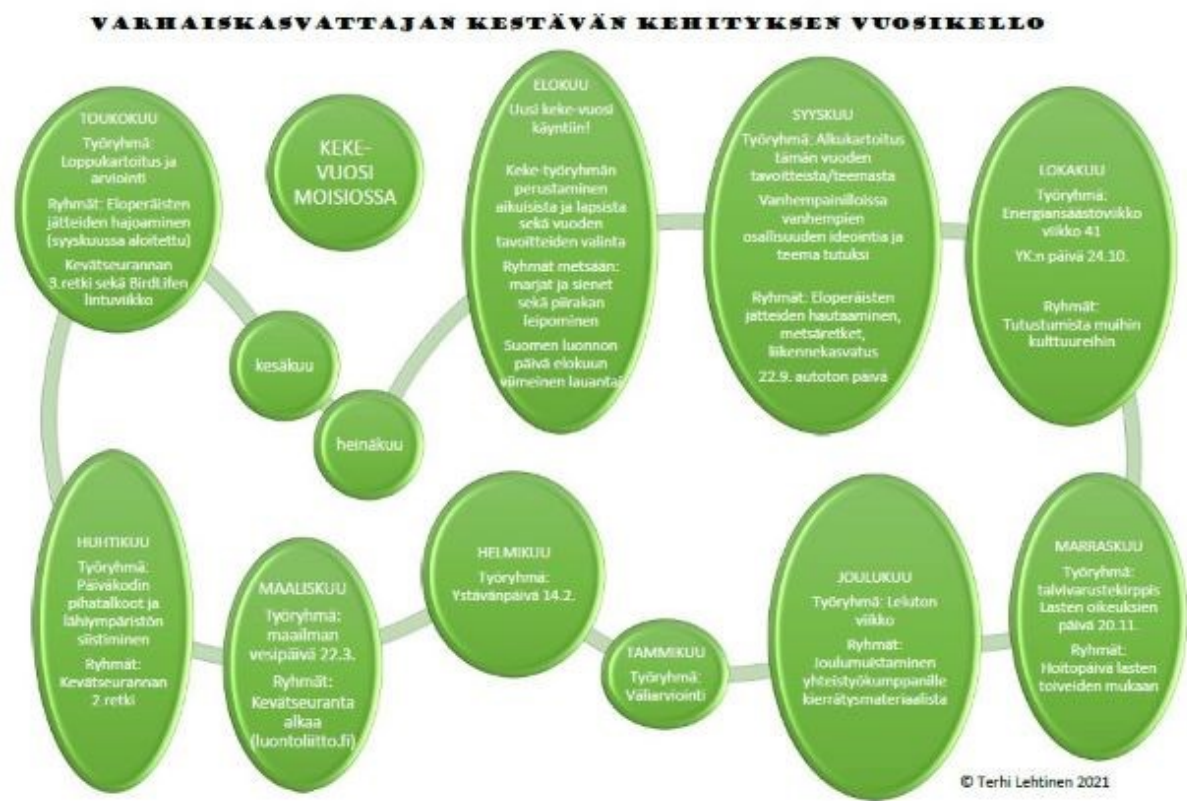 VARHAISKASVATTAJAN KESTÄVÄN KEHITYKSEN VUOSIKELLO
KEKE-
VUOSI
MOISIOSSA
ELOKUU
Uusi keke-vuosi
käyntiin!
Keke-työryhmän
perustaminen
aikuisista ja lapsista
sekä vuoden
tavoitteiden valinta
Ryhmät metsään:
marjat ja sienet
sekä piirakan
leipominen
Suomen luonnon
päivä elokuun
viimeinen lauantai
SYYSKUU
Työryhmä: Alkukartoitus
tämän vuoden
tavoitteista/teemasta
Vanhempainilloissa
vanhempien
osallisuuden ideointia ja
teema tutuksi
Ryhmät: Eloperäisten
jätteiden hautaaminen,
metsäretket,
liikennekasvatus
22.9. autoton päivä
LOKAKUU
Työryhmä:
Energiansäästöviikko
viikko 41
YK:n päivä 24.10.
Ryhmät:
Tutustumista muihin
kulttuureihin
MARRASKUU
Työryhmä:
talvivarustekirppis
Lasten oikeuksien
päivä 20.11.
Ryhmät:
Hoitopäivä lasten
toiveiden mukaan
JOULUKUU
Työryhmä: Leluton
viikko
Ryhmät:
Joulumuistaminen
yhteistyökumppanille
kierrätysmateriaalista
TAMMIKUU
Työryhmä:
Väliarviointi
HELMIKUU
Työryhmä:
Ystävänpäivä 14.2.
MAALISKUU
Työryhmä:
maailman
vesipäivä 22.3.
Ryhmät:
Kevätseuranta
alkaa
(luontoliitto.fi)
HUHTIKUU
Työryhmä:
Päiväkodin
pihatalkoot ja
lähiympäristön
siistiminen
Ryhmät:
Kevätseurannan
2 retki
TOUKOKUU
Työryhmä:
Loppukartoitus ja
arviointi
Ryhmät: Eloperäisten
jätteiden hajoaminen
(syyskuussa aloitettu)
Kevätseurannan
3.retki sekä BirdLifen
lintuviikko
kesäkuu
heinäkuu
© Terhi Lehtinen 2021